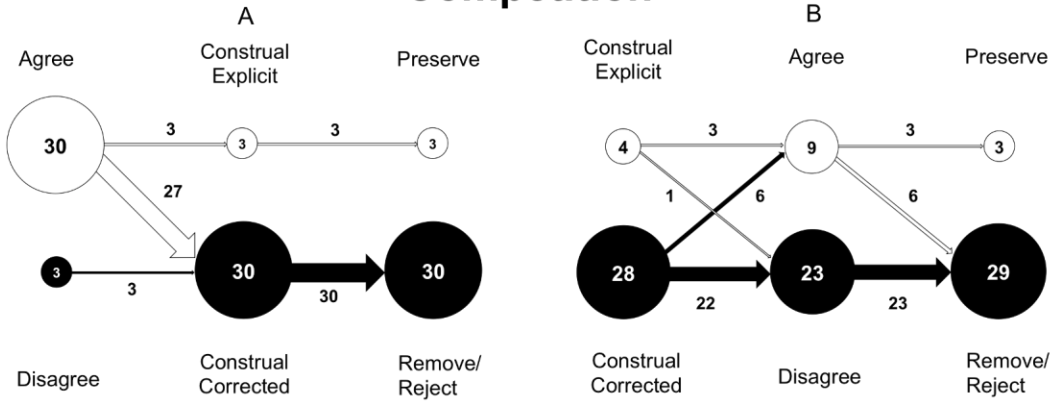 A
Agree
Construal
Explicit
Preserve
30
3
3
3
3
27
3
3
30
30
30
Disagree
Construal
Corrected
Remove/
Reject
B
Construal
Explicit
Agree
Preserve
4
3
9
3
3
1
6
6
28
22
23
23
29
Construal
Corrected
Disagree
Remove/
Reject